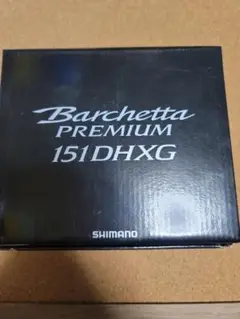 Barchetta
PREMIUM
151DHXG
SHIMANO